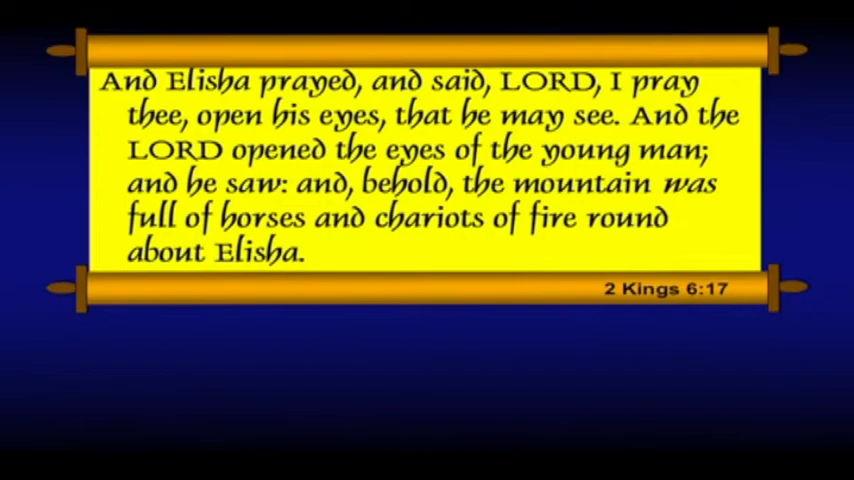 And Elisha prayed, and said, LORD, I pray
thee, open his eyes, that he may see. And the
LORD opened the eyes of the young man;
and he saw: and, behold, the mountain was
full of horses and chariots of fire round
about Elisha.
2 Kings 6:17